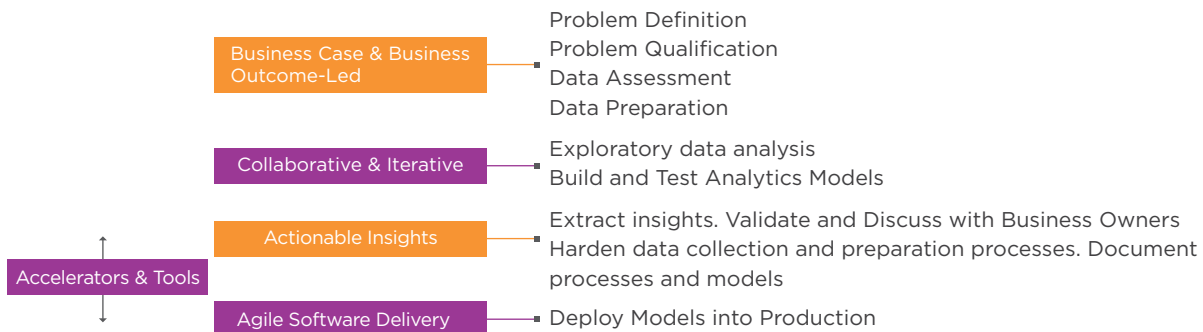 Business Case & Business
Outcome-Led
Problem Definition
Problem Qualification
Data Assessment
Data Preparation
Collaborative & Iterative
Exploratory data analysis
Build and Test Analytics Models
Actionable Insights
Extract insights. Validate and Discuss with Business Owners
Harden data collection and preparation processes. Document
processes and models
Accelerators & Tools
Agile Software Delivery
Deploy Models into Production